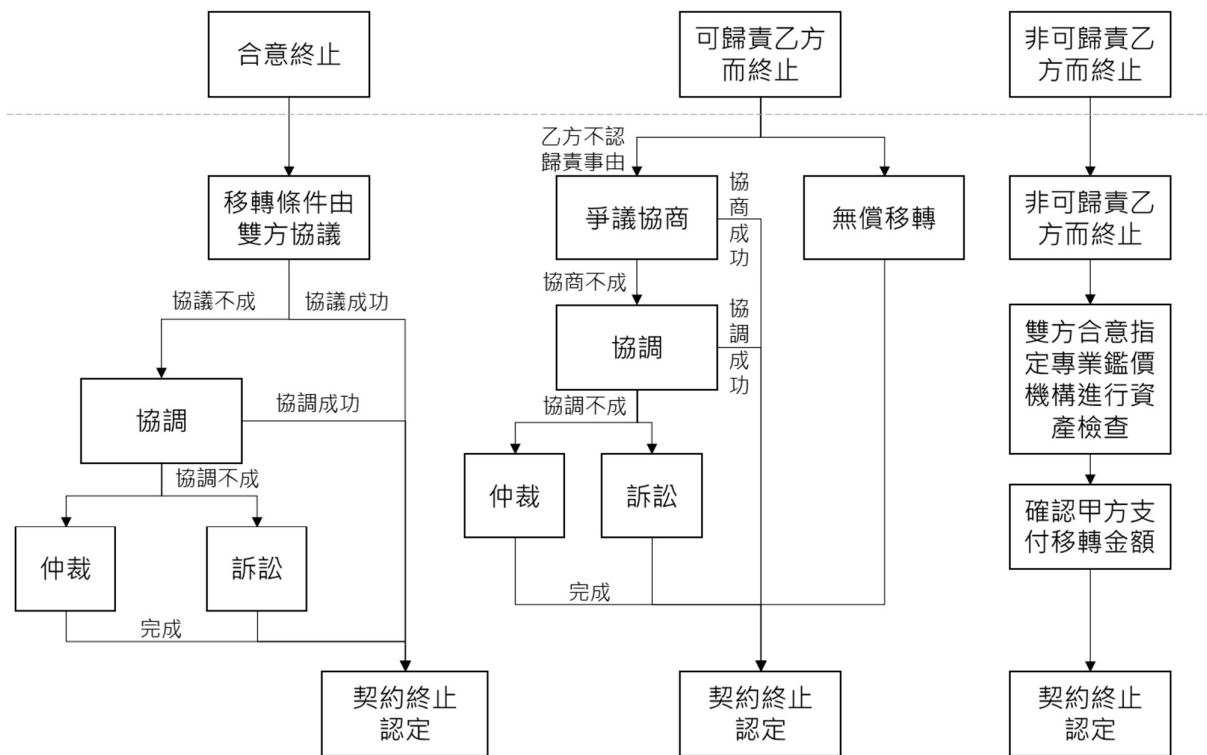 合意終止
可歸責乙方
而終止
非可歸責乙
方而終止
乙方不認
歸責事由
移轉條件由
雙方協議
爭議協商
協
商
成
功
無償移轉
非可歸責乙
方而終止
協議不成
協議成功
協商不成
協調
協調成功
協調
協
調
成
功
雙方合意指
定專業鑑價
機構進行資
產檢查
協調不成
協調不成
仲裁
訴訟
仲裁
訴訟
確認甲方支
付移轉金額
完成
完成
契約終止
認定
契約終止
認定
契約終止
認定